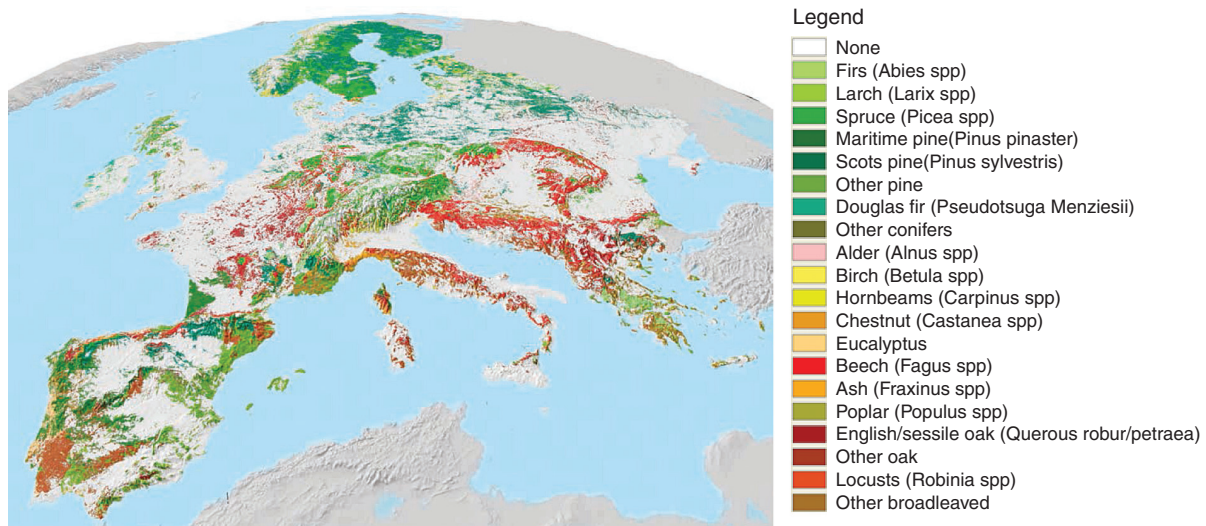 Legend
None
Firs (Abies spp)
Larch (Larix spp)
Spruce (Picea spp)
Maritime pine(Pinus pinaster)
Scots pine(Pinus sylvestris)
Other pine
Douglas fir (Pseudotsuga Menziesii)
Other conifers
Alder (Alnus spp)
Birch (Betula spp)
Hornbeams (Carpinus spp)
Chestnut (Castanea spp)
Eucalyptus
Beech (Fagus spp)
Ash (Fraxinus spp)
Poplar (Populus spp)
English/sessile oak (Querous robur/petraea)
Other oak
Locusts (Robinia spp)
Other broadleaved